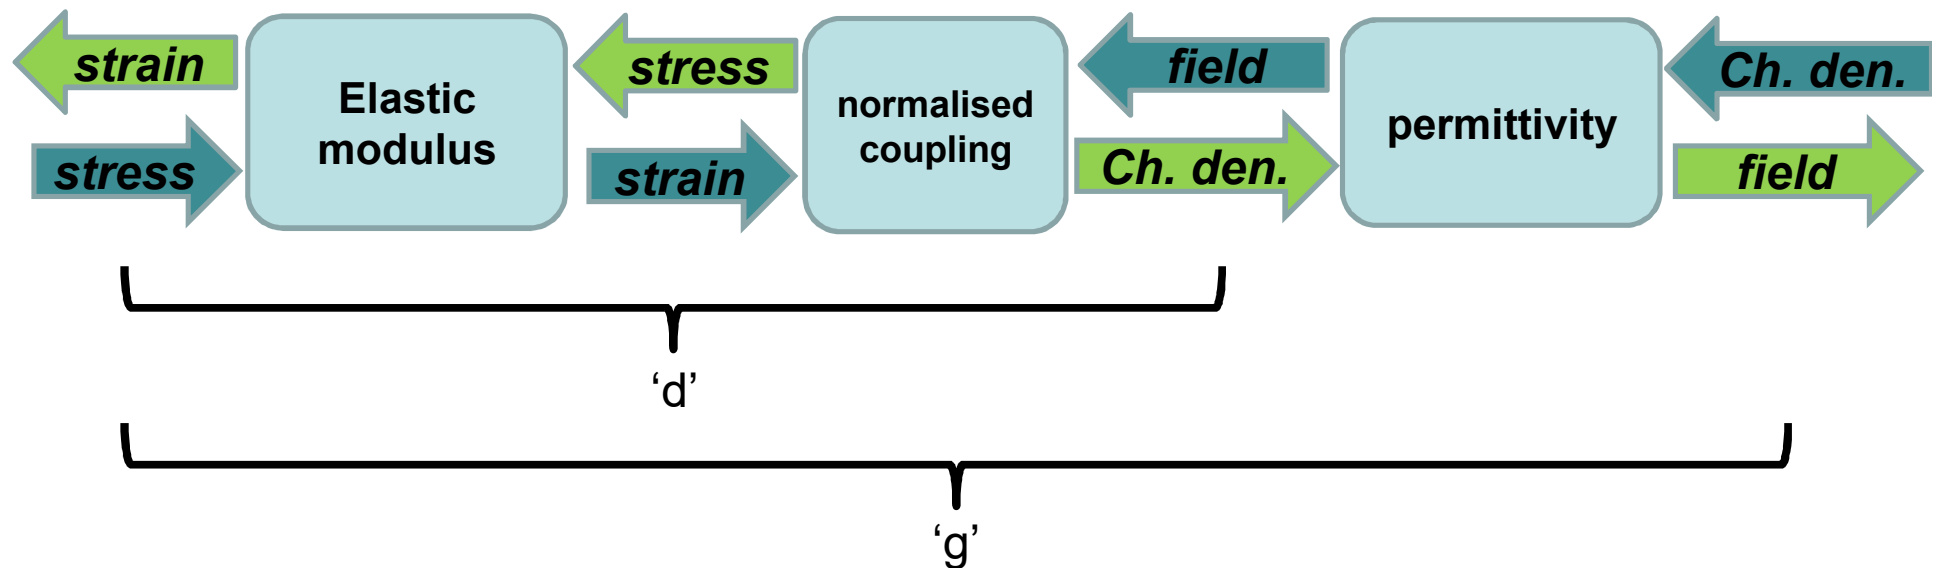 strain
Elastic
modulus
stress
normalised
coupling
field
permittivity
Ch. den.
stress
strain
Ch. den.
field
‘d’
‘g’